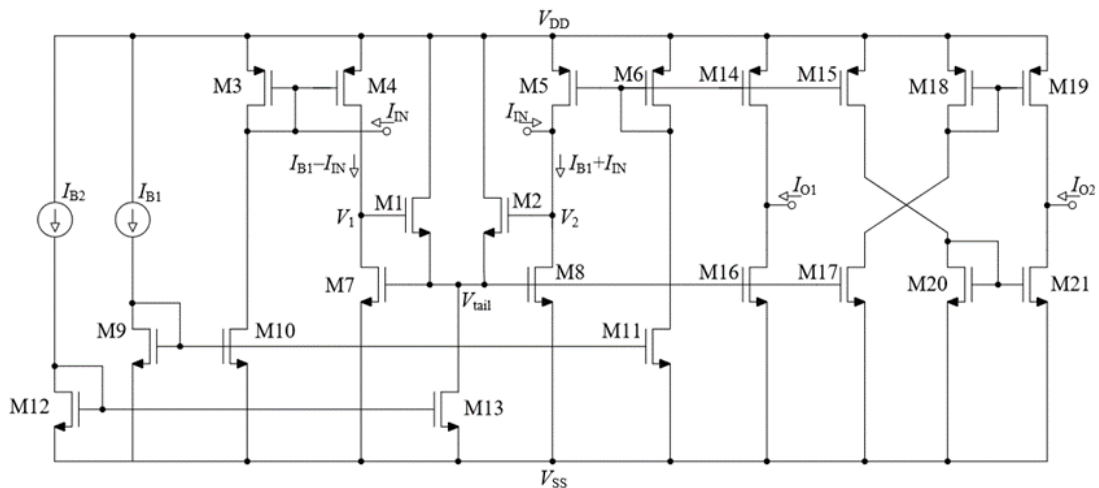 VDD
M3
M4
M5
M6
M14
M15
M18
M19
IIN
IIN
IB1–IIN
IB1+IIN
IB2
IB1
M1
M2
IO1
IO2
V1
V2
M7
M8
M16
M17
M20
M21
Vtail
M9
M10
M11
M12
M13
VSS